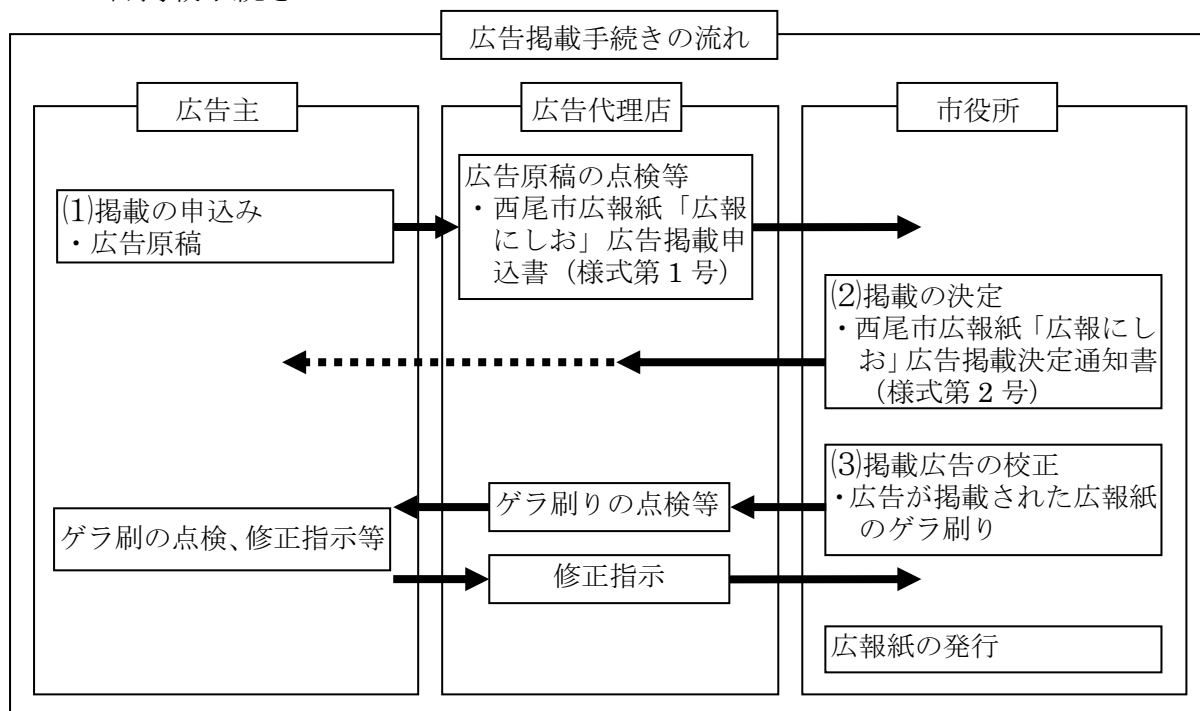 広告掲載手続きの流れ
広告主
広告代理店
市役所
⑴掲載の申込み
・広告原稿
広告原稿の点検等
・西尾市広報紙「広報
にしお」広告掲載申
込書（様式第１号）
⑵掲載の決定
・西尾市広報紙「広報にし
お」広告掲載決定通知書
（様式第２号）
⑶掲載広告の校正
・広告が掲載された広報紙
のゲラ刷り
ゲラ刷りの点検等
ゲラ刷の点検、修正指示等
修正指示
広報紙の発行